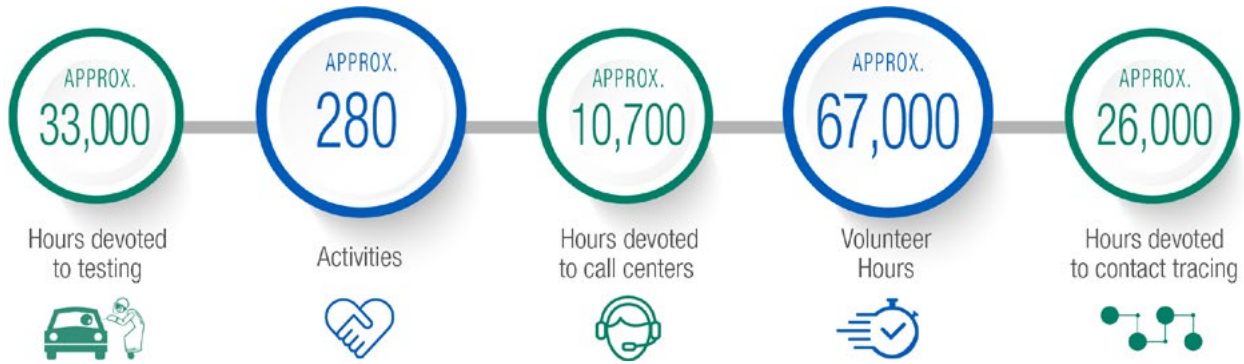 APPROX.
33,000
Hours devoted
to testing
APPROX.
280
Activities
APPROX.
10,700
Hours devoted
to call centers
APPROX.
67,000
Volunteer
Hours
APPROX.
26,000
Hours devoted
to contact tracing